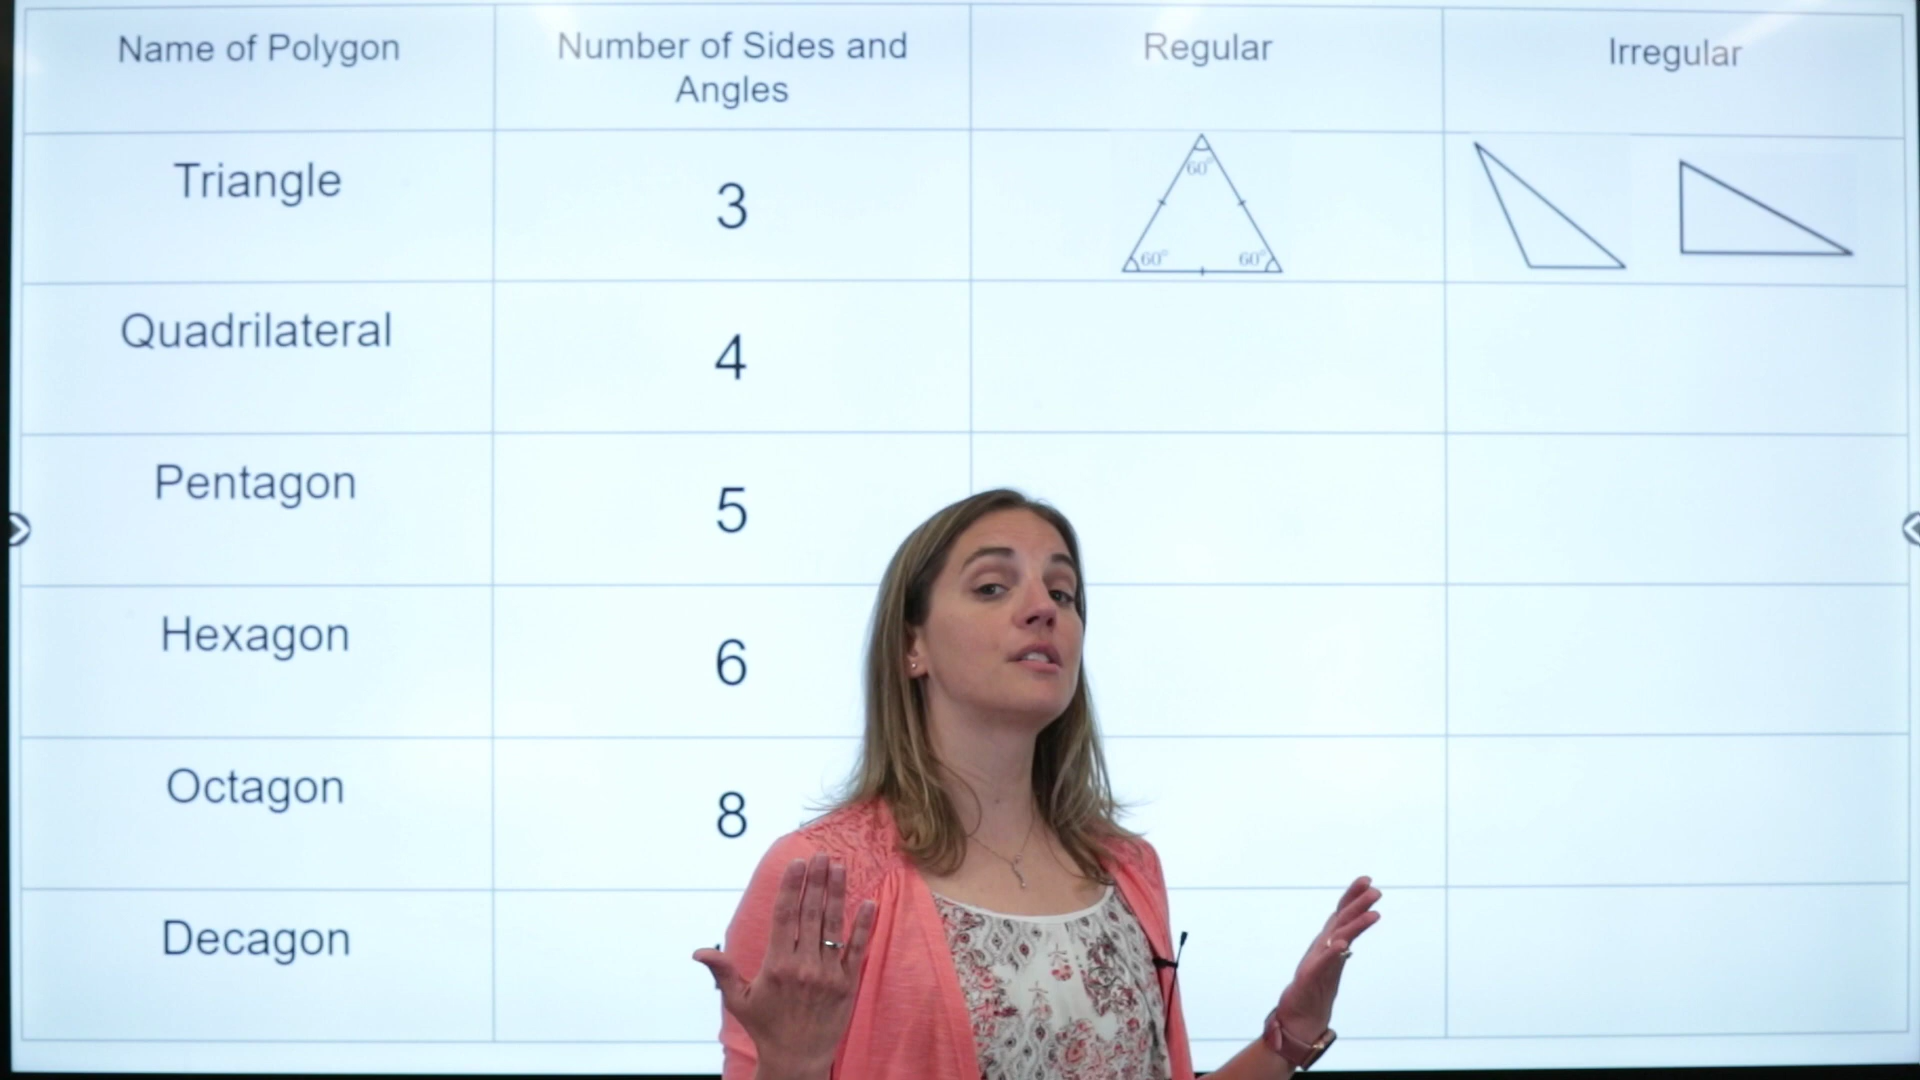 Name of Polygon
Number of Sides and
Angles
Regular
Irregular
Triangle
3
60°
60°
60°
Quadrilateral
4
Pentagon
5
Hexagon
6
Octagon
8
Decagon